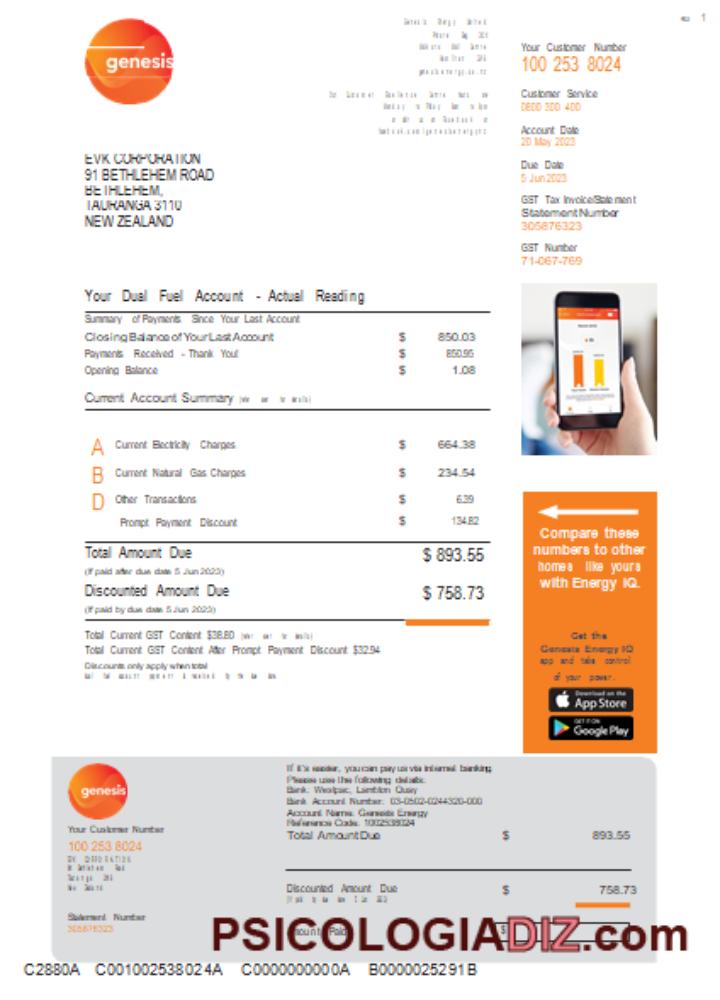 1
genesis
Your Customer Number
100 253 8024
Customer Service
0800 300 400
Account Date
20 May 2023
Due Date
5 Jun 2023
GST Tax Invoice/Statement
Statement Number
305876323
GST Number
71-067-769
EVK CORPORATION
91 BETHLEHEM ROAD
BETHLEHEM,
TAURANGA 3110
NEW ZEALAND
Your Dual Fuel Account - Actual Reading
Summary of Payments Since Your Last Account
Closing Balance of Your Last Account $ 850.03
Payments Received - Thank You! $ 850.95
Opening Balance $ 1.08
Current Account Summary
A Current Electricity Charges $ 664.38
B Current Natural Gas Charges $ 234.54
D Other Transactions $ 6.39
Prompt Payment Discount $ 134.82
Total Amount Due $ 893.55
(If paid after due date 5 Jun 2023)
Discounted Amount Due $ 758.73
(If paid by due date 5 Jun 2023)
Total Current GST Content $38.80
Total Current GST Content After Prompt Payment Discount $32.94
Discounts only apply when total
Compare these
numbers to other
homes like yours
with Energy IQ.
Get the
Genesis Energy IQ
app and take control
of your power.
Download on the
App Store
GET IT ON
Google Play
genesis
Your Customer Number
100 253 8024
Statement Number
305876323
If it's easier, you can pay us via internet banking.
Please use the following details:
Bank: Westpac, Lambton Quay
Bank Account Number: 03-0502-0244320-000
Account Name: Genesis Energy
Reference Code: 1002538024
Total Amount Due $ 893.55
Discounted Amount Due $ 758.73
Amount Paid $
PSICOLOGIADIZ.com
C2880A C001002538024A C0000000000A B0000025291B